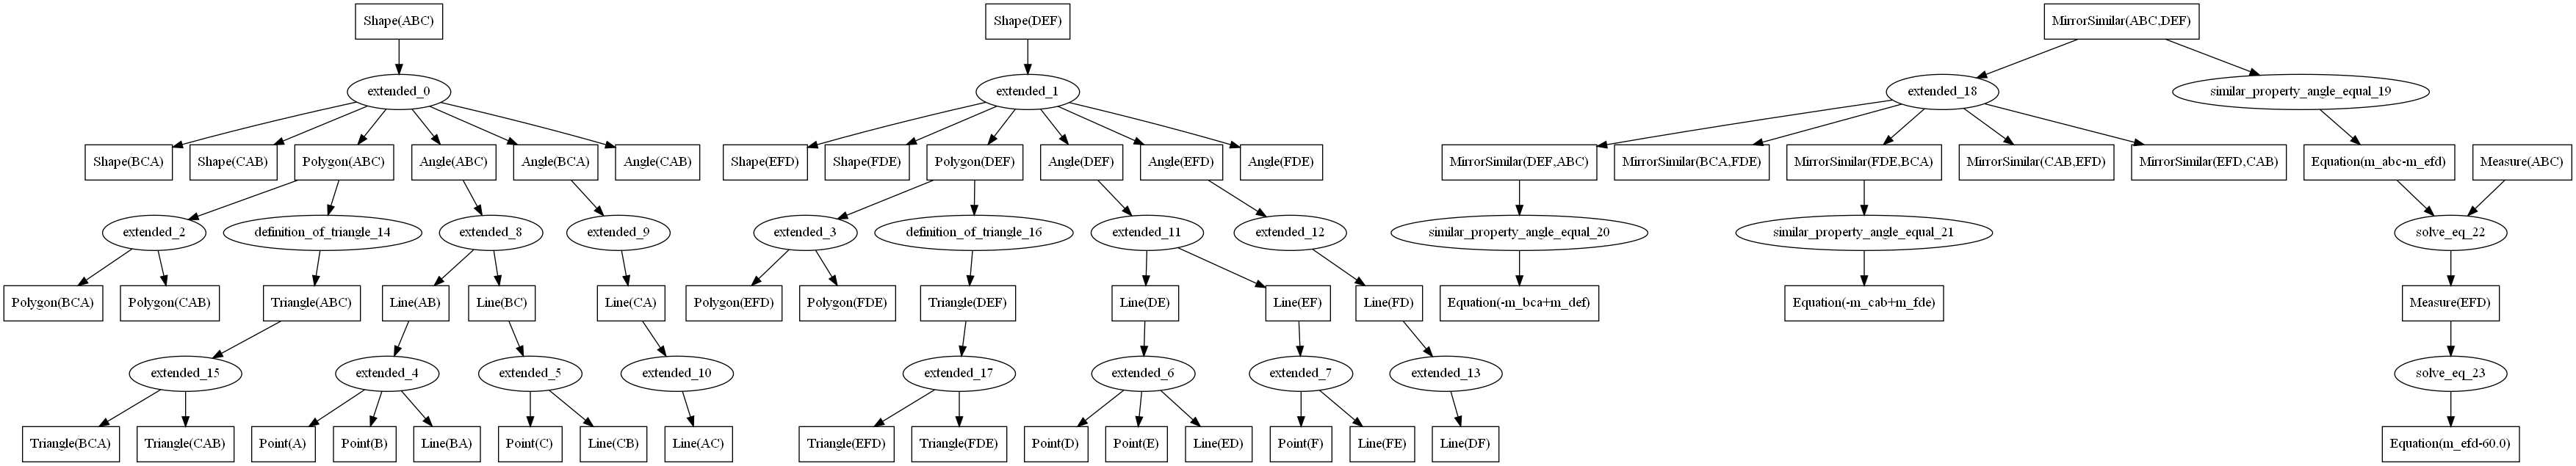 Shape(ABC)
Shape(DEF)
MirrorSimilar(ABC,DEF)
extended_0
extended_1
extended_18
similar_property_angle_equal_19
Shape(BCA)
Shape(CAB)
Polygon(ABC)
Angle(ABC)
Angle(BCA)
Angle(CAB)
Shape(EFD)
Shape(FDE)
Polygon(DEF)
Angle(DEF)
Angle(EFD)
Angle(FDE)
MirrorSimilar(DEF,ABC)
MirrorSimilar(BCA,FDE)
MirrorSimilar(FDE,BCA)
MirrorSimilar(CAB,EFD)
MirrorSimilar(EFD,CAB)
Equation(m_abc-m_efd)
Measure(ABC)
extended_2
definition_of_triangle_14
extended_8
extended_9
extended_3
definition_of_triangle_16
extended_11
extended_12
similar_property_angle_equal_20
similar_property_angle_equal_21
solve_eq_22
Polygon(BCA)
Polygon(CAB)
Triangle(ABC)
Line(AB)
Line(BC)
Line(CA)
Polygon(EFD)
Polygon(FDE)
Triangle(DEF)
Line(DE)
Line(EF)
Line(FD)
Equation(-m_bca+m_def)
Equation(-m_cab+m_fde)
Measure(EFD)
extended_15
extended_4
extended_5
extended_10
extended_17
extended_6
extended_7
extended_13
solve_eq_23
Triangle(BCA)
Triangle(CAB)
Point(A)
Point(B)
Line(BA)
Point(C)
Line(CB)
Line(AC)
Triangle(EFD)
Triangle(FDE)
Point(D)
Point(E)
Line(ED)
Point(F)
Line(FE)
Line(DF)
Equation(m_efd-60.0)